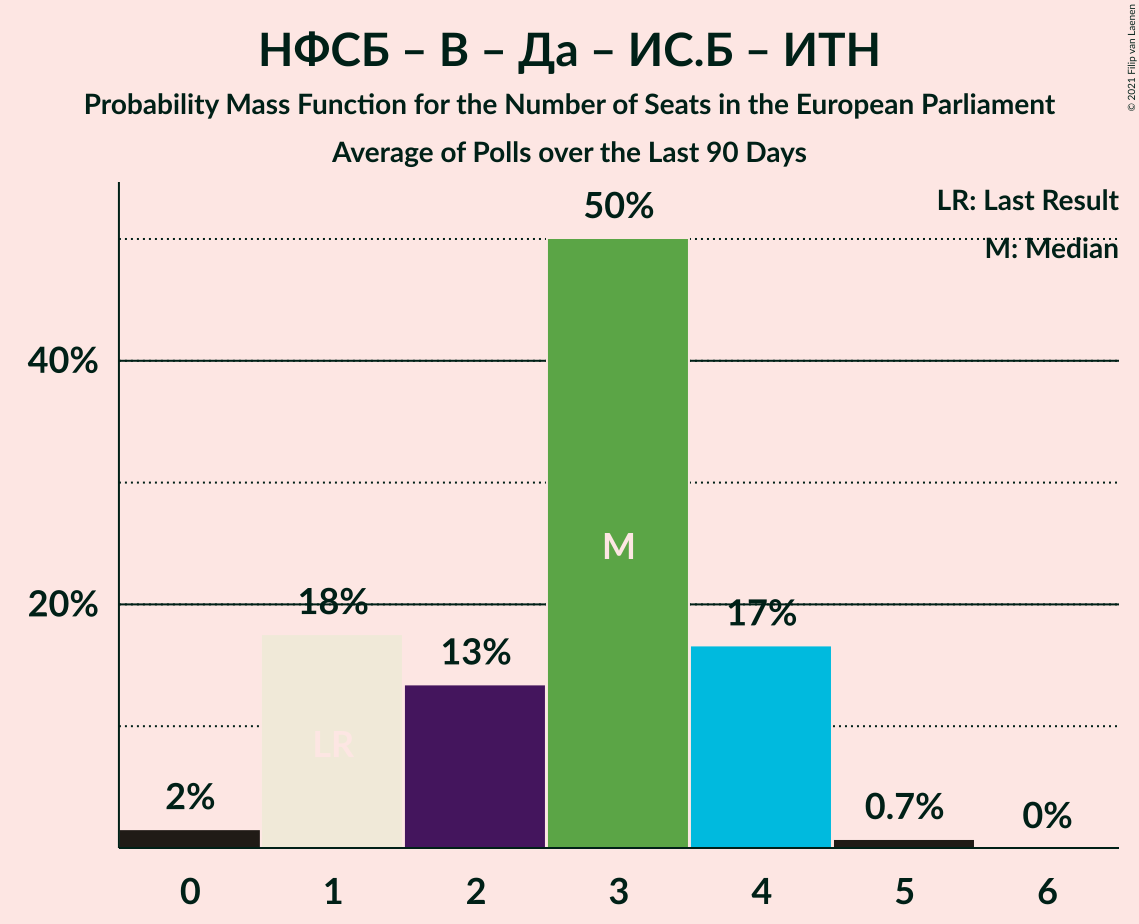 НФСБ – В – Да – ИС.Б – ИТН
Probability Mass Function for the Number of Seats in the European Parliament
Average of Polls over the Last 90 Days
© 2021 Filip van Laenen
LR: Last Result
M: Median
50%
40%
20%
18%
13%
17%
2%
0.7%
0%
M
LR
0 1 2 3 4 5 6